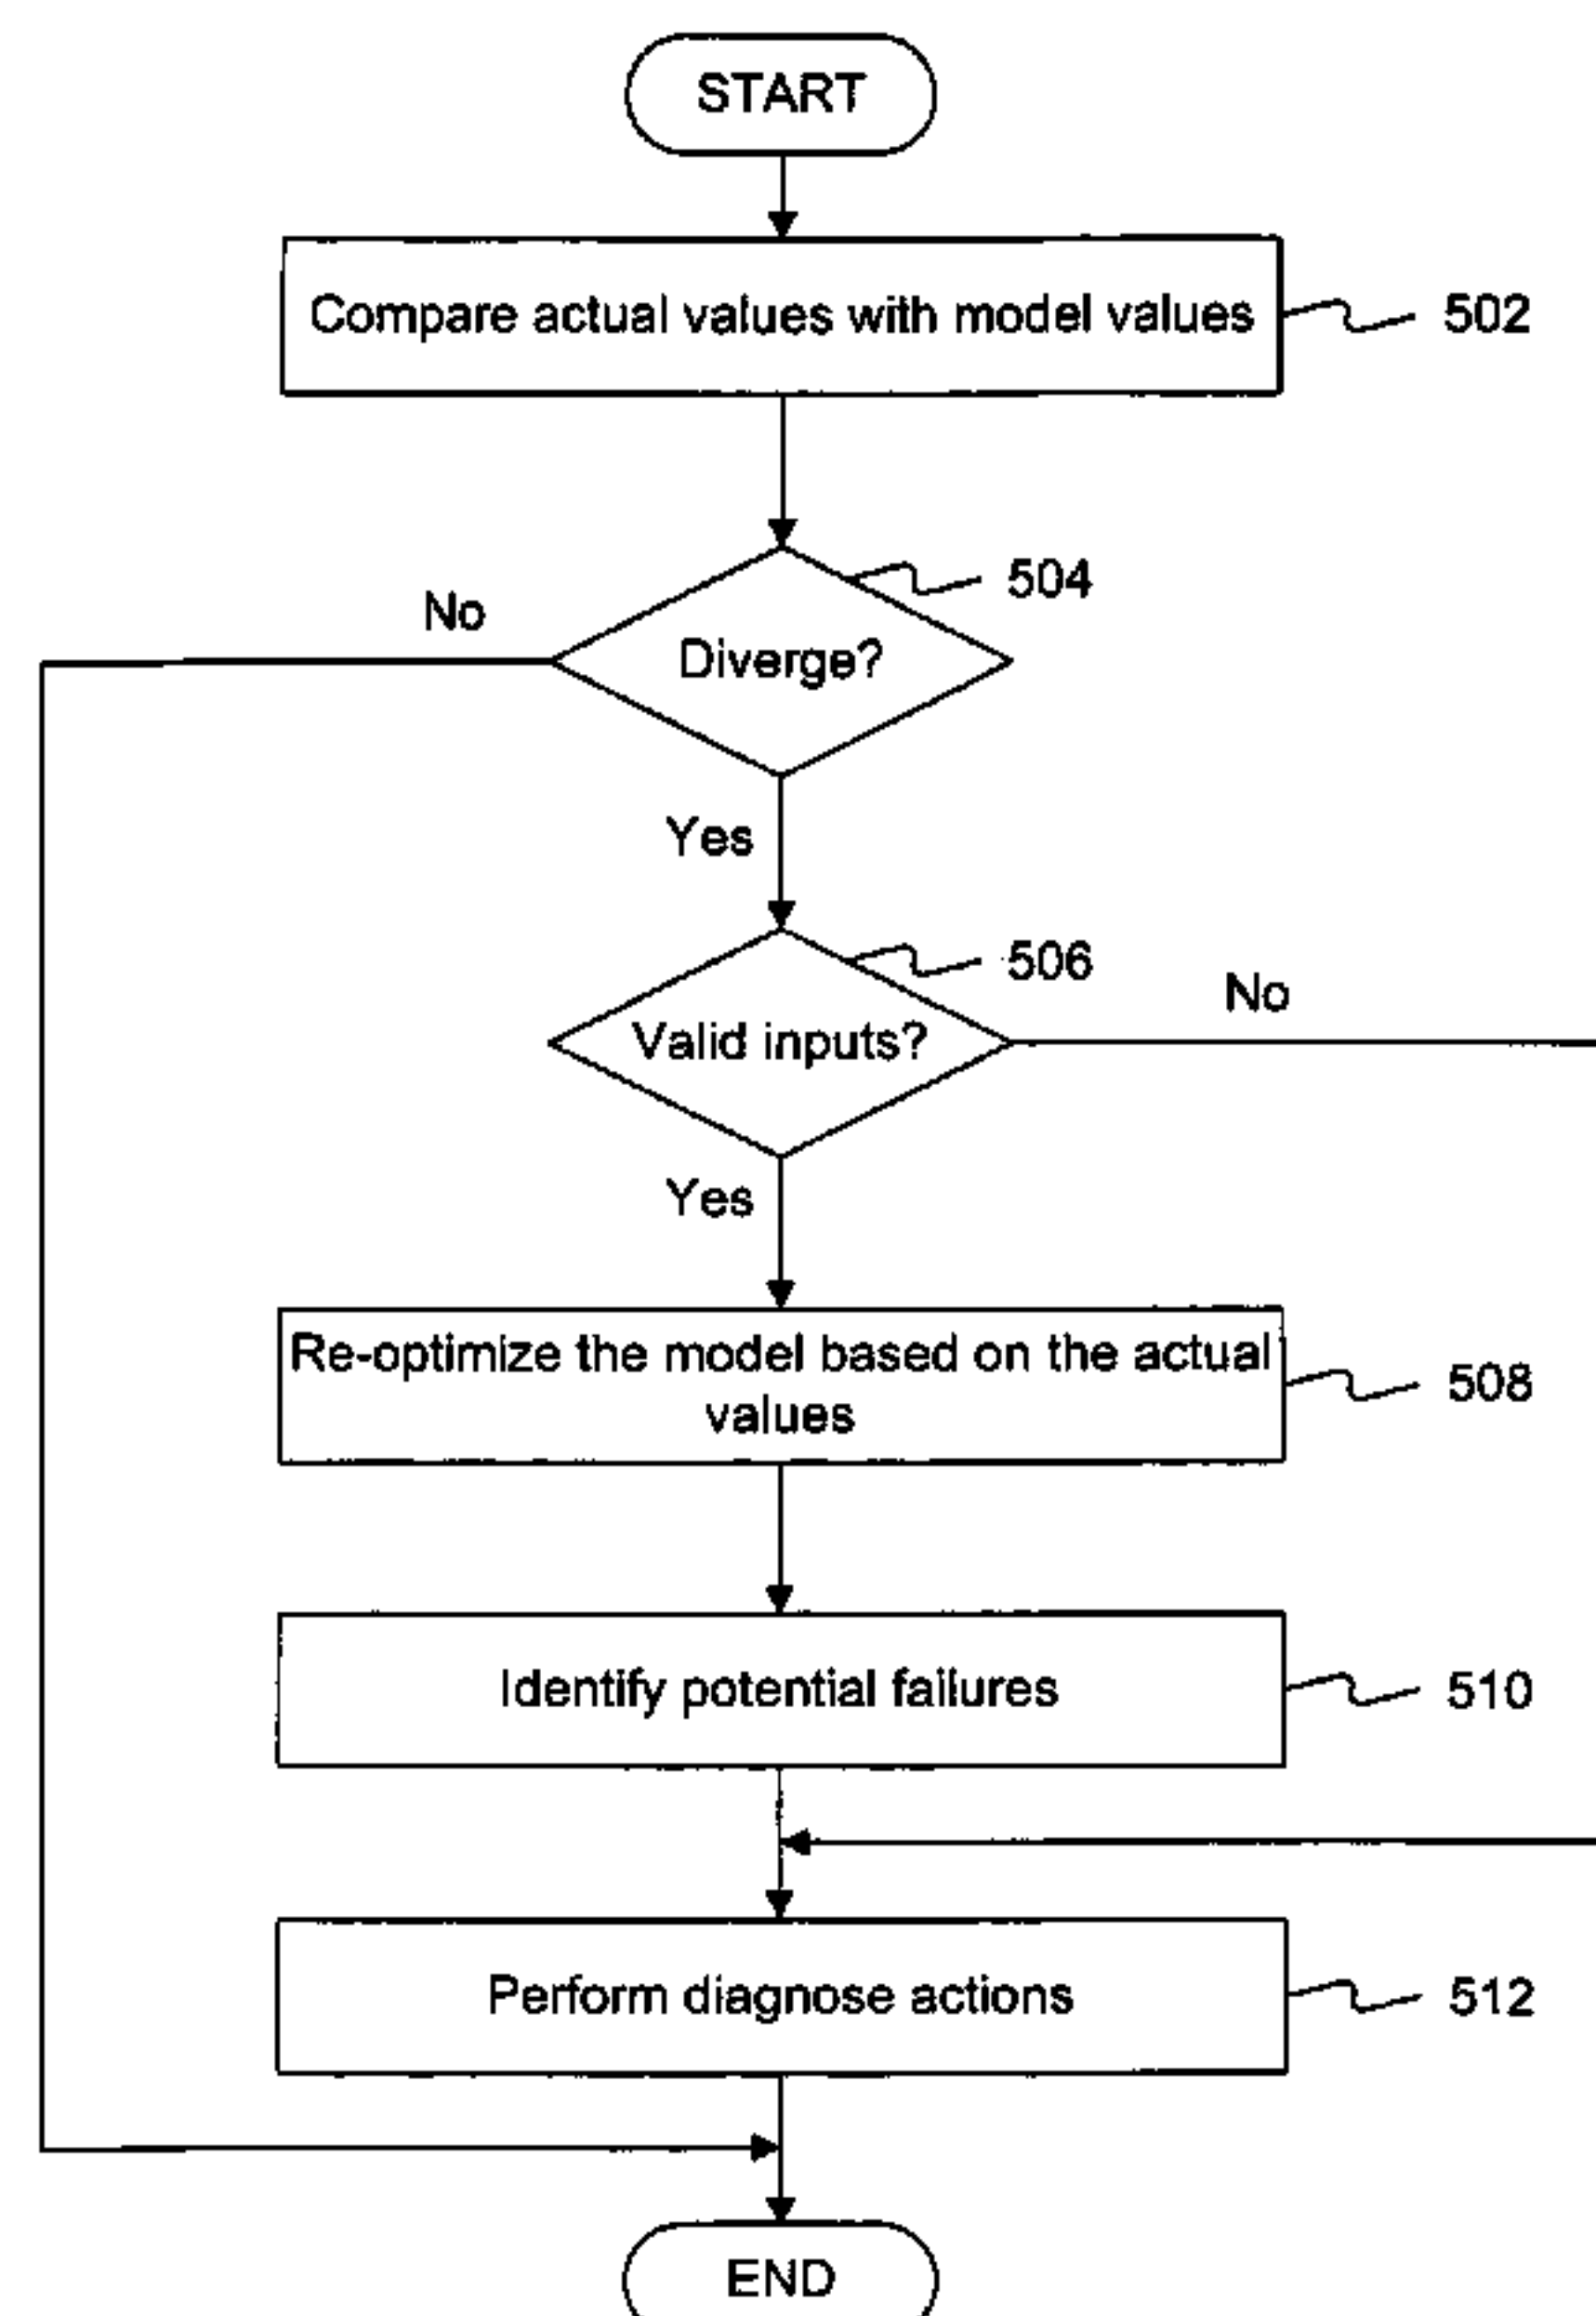 START
Compare actual values with model values
502
504
No
Diverge?
Yes
506
No
Valid inputs?
Yes
Re-optimize the model based on the actual
values
508
Identify potential failures
510
Perform diagnose actions
512
END